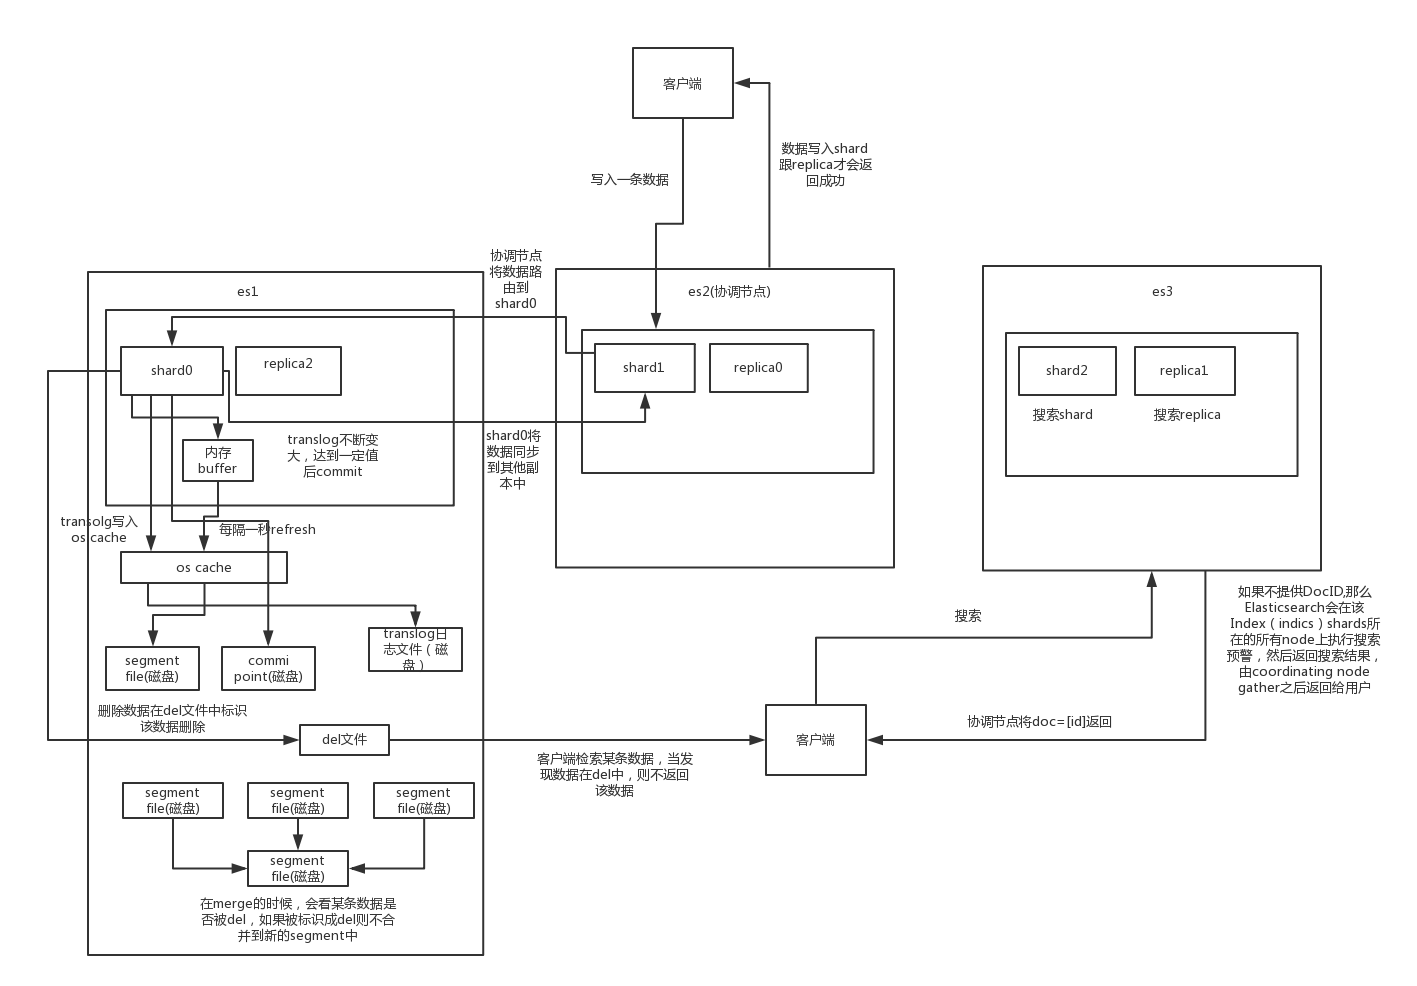 客户端
数据写入shard
跟replica才会返
回成功
写入一条数据
协调节点
将数据路
由到
shard0
es1
es2(协调节点)
es3
shard0
replica2
shard1
replica0
shard2
replica1
搜索shard
搜索replica
内存
buffer
translog不断变
大，达到一定值
后commit
shard0将
数据同步
到其他副
本中
transolg写入
os cache
每隔一秒refresh
os cache
segment
file(磁盘)
commi
point(磁盘)
translog日
志文件（磁
盘）
搜索
如果不提供DocID,那么
Elasticsearch会在该
Index（indics）shards所
在的所有node上执行搜索
预警，然后返回搜索结果，
由coordinating node
gather之后返回给用户
删除数据在del文件中标识
该数据删除
del文件
客户端
协调节点将doc=[id]返回
客户端检索某条数据，当发
现数据在del中，则不返回
该数据
segment
file(磁盘)
segment
file(磁盘)
segment
file(磁盘)
segment
file(磁盘)
在merge的时候，会看某条数据是
否被del，如果被标识成del则不合
并到新的segment中